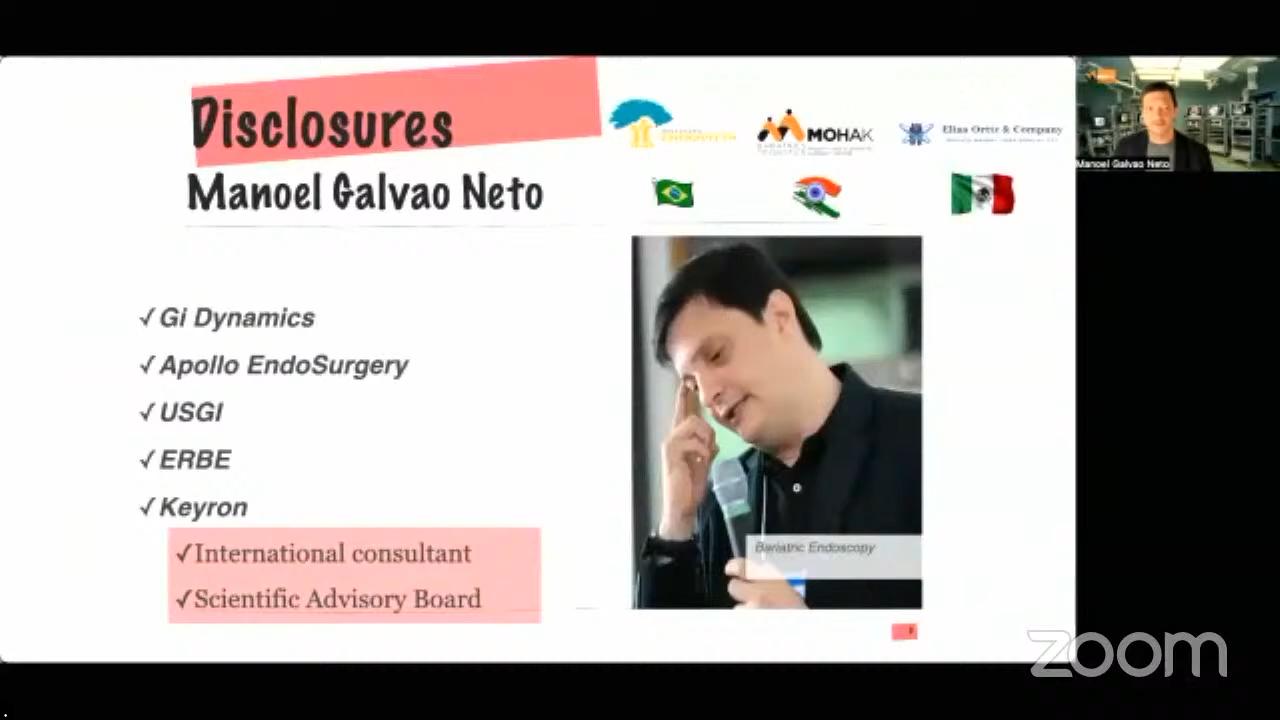 Disclosures
MOHAK
Elias Ortiz & Company
Manoel Galvao Neto
Manoel Galvao Neto
✓ Gi Dynamics
✓ Apollo EndoSurgery
✓ USGI
✓ ERBE
✓ Keyron
✓ International consultant
✓ Scientific Advisory Board
Bariatric Endoscopy
zoom